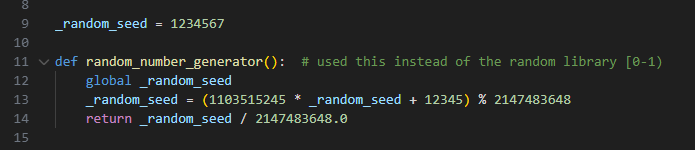 8
9 _random_seed = 1234567
10
11 def random_number_generator():  # used this instead of the random library [0-1)
12     global _random_seed
13     _random_seed = (1103515245 * _random_seed + 12345) % 2147483648
14     return _random_seed / 2147483648.0
15